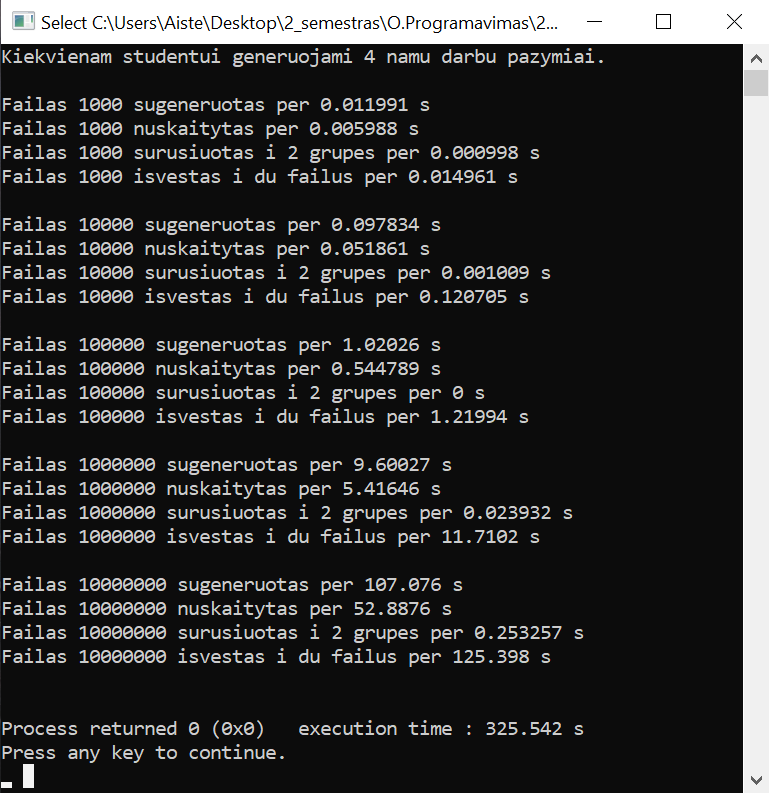 Select C:\Users\Aiste\Desktop\2_semestras\O.Programavimas\2...
Kiekvienam studentui generuojami 4 namu darbu pazymiai.
Failas 1000 sugeneruotas per 0.011991 s
Failas 1000 nuskaitytas per 0.005988 s
Failas 1000 surusiuotas i 2 grupes per 0.000998 s
Failas 1000 isvestas i du failus per 0.014961 s
Failas 10000 sugeneruotas per 0.097834 s
Failas 10000 nuskaitytas per 0.051861 s
Failas 10000 surusiuotas i 2 grupes per 0.001009 s
Failas 10000 isvestas i du failus per 0.120705 s
Failas 100000 sugeneruotas per 1.02026 s
Failas 100000 nuskaitytas per 0.544789 s
Failas 100000 surusiuotas i 2 grupes per 0 s
Failas 100000 isvestas i du failus per 1.21994 s
Failas 1000000 sugeneruotas per 9.60027 s
Failas 1000000 nuskaitytas per 5.41646 s
Failas 1000000 surusiuotas i 2 grupes per 0.023932 s
Failas 1000000 isvestas i du failus per 11.7102 s
Failas 10000000 sugeneruotas per 107.076 s
Failas 10000000 nuskaitytas per 52.8876 s
Failas 10000000 surusiuotas i 2 grupes per 0.253257 s
Failas 10000000 isvestas i du failus per 125.398 s
Process returned 0 (0x0)   execution time : 325.542 s
Press any key to continue.